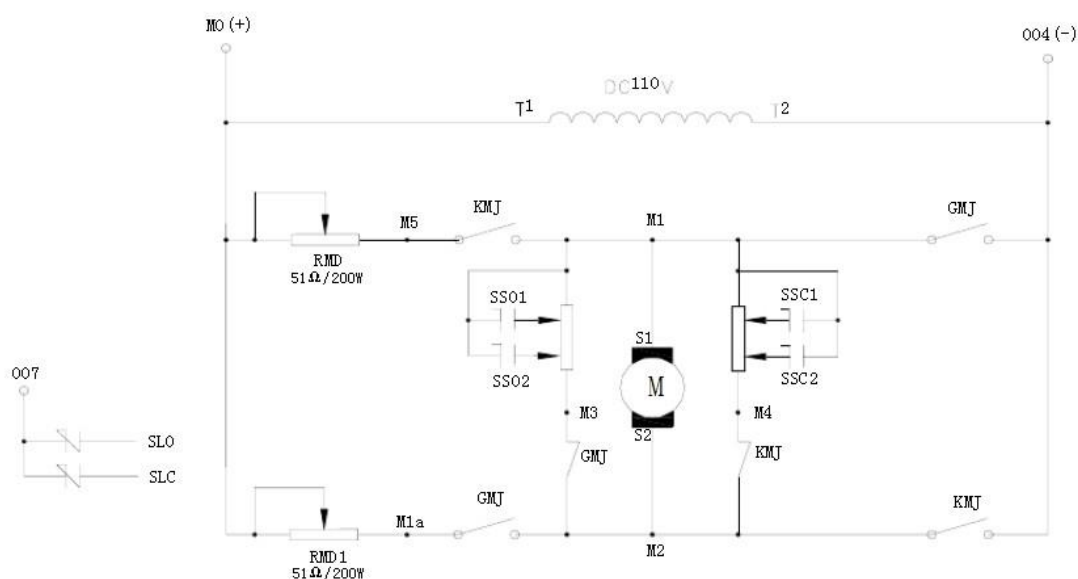 M0(+)
004(-)
DC110V
T1
T2
KMJ
GMJ
M5
M1
RMD
51Ω/200W
SSO1
SSC1
S1
SSO2
M
SSC2
007
M3
M4
S2
SLO
GMJ
KMJ
SLC
GMJ
KMJ
M1a
M2
RMD1
51Ω/200W